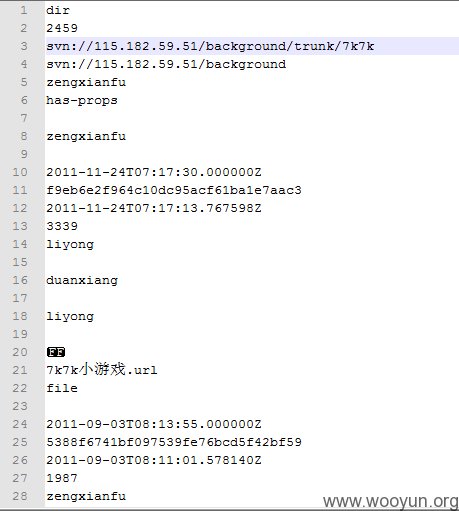 1 dir
2 2459
3 svn://115.182.59.51/background/trunk/7k7k
4 svn://115.182.59.51/background
5 zengxianfu
6 has-props
7
8 zengxianfu
9
10 2011-11-24T07:17:30.000000Z
11 f9eb6e2f964c10dc95acf61ba1e7aac3
12 2011-11-24T07:17:13.767598Z
13 3339
14 liyong
15
16 duanxiang
17
18 liyong
19
20 FF
21 7k7k小游戏.url
22 file
23
24 2011-09-03T08:13:55.000000Z
25 5388f6741bf097539fe76bcd5f42bf59
26 2011-09-03T08:11:01.578140Z
27 1987
28 zengxianfu
www.wooyun.org